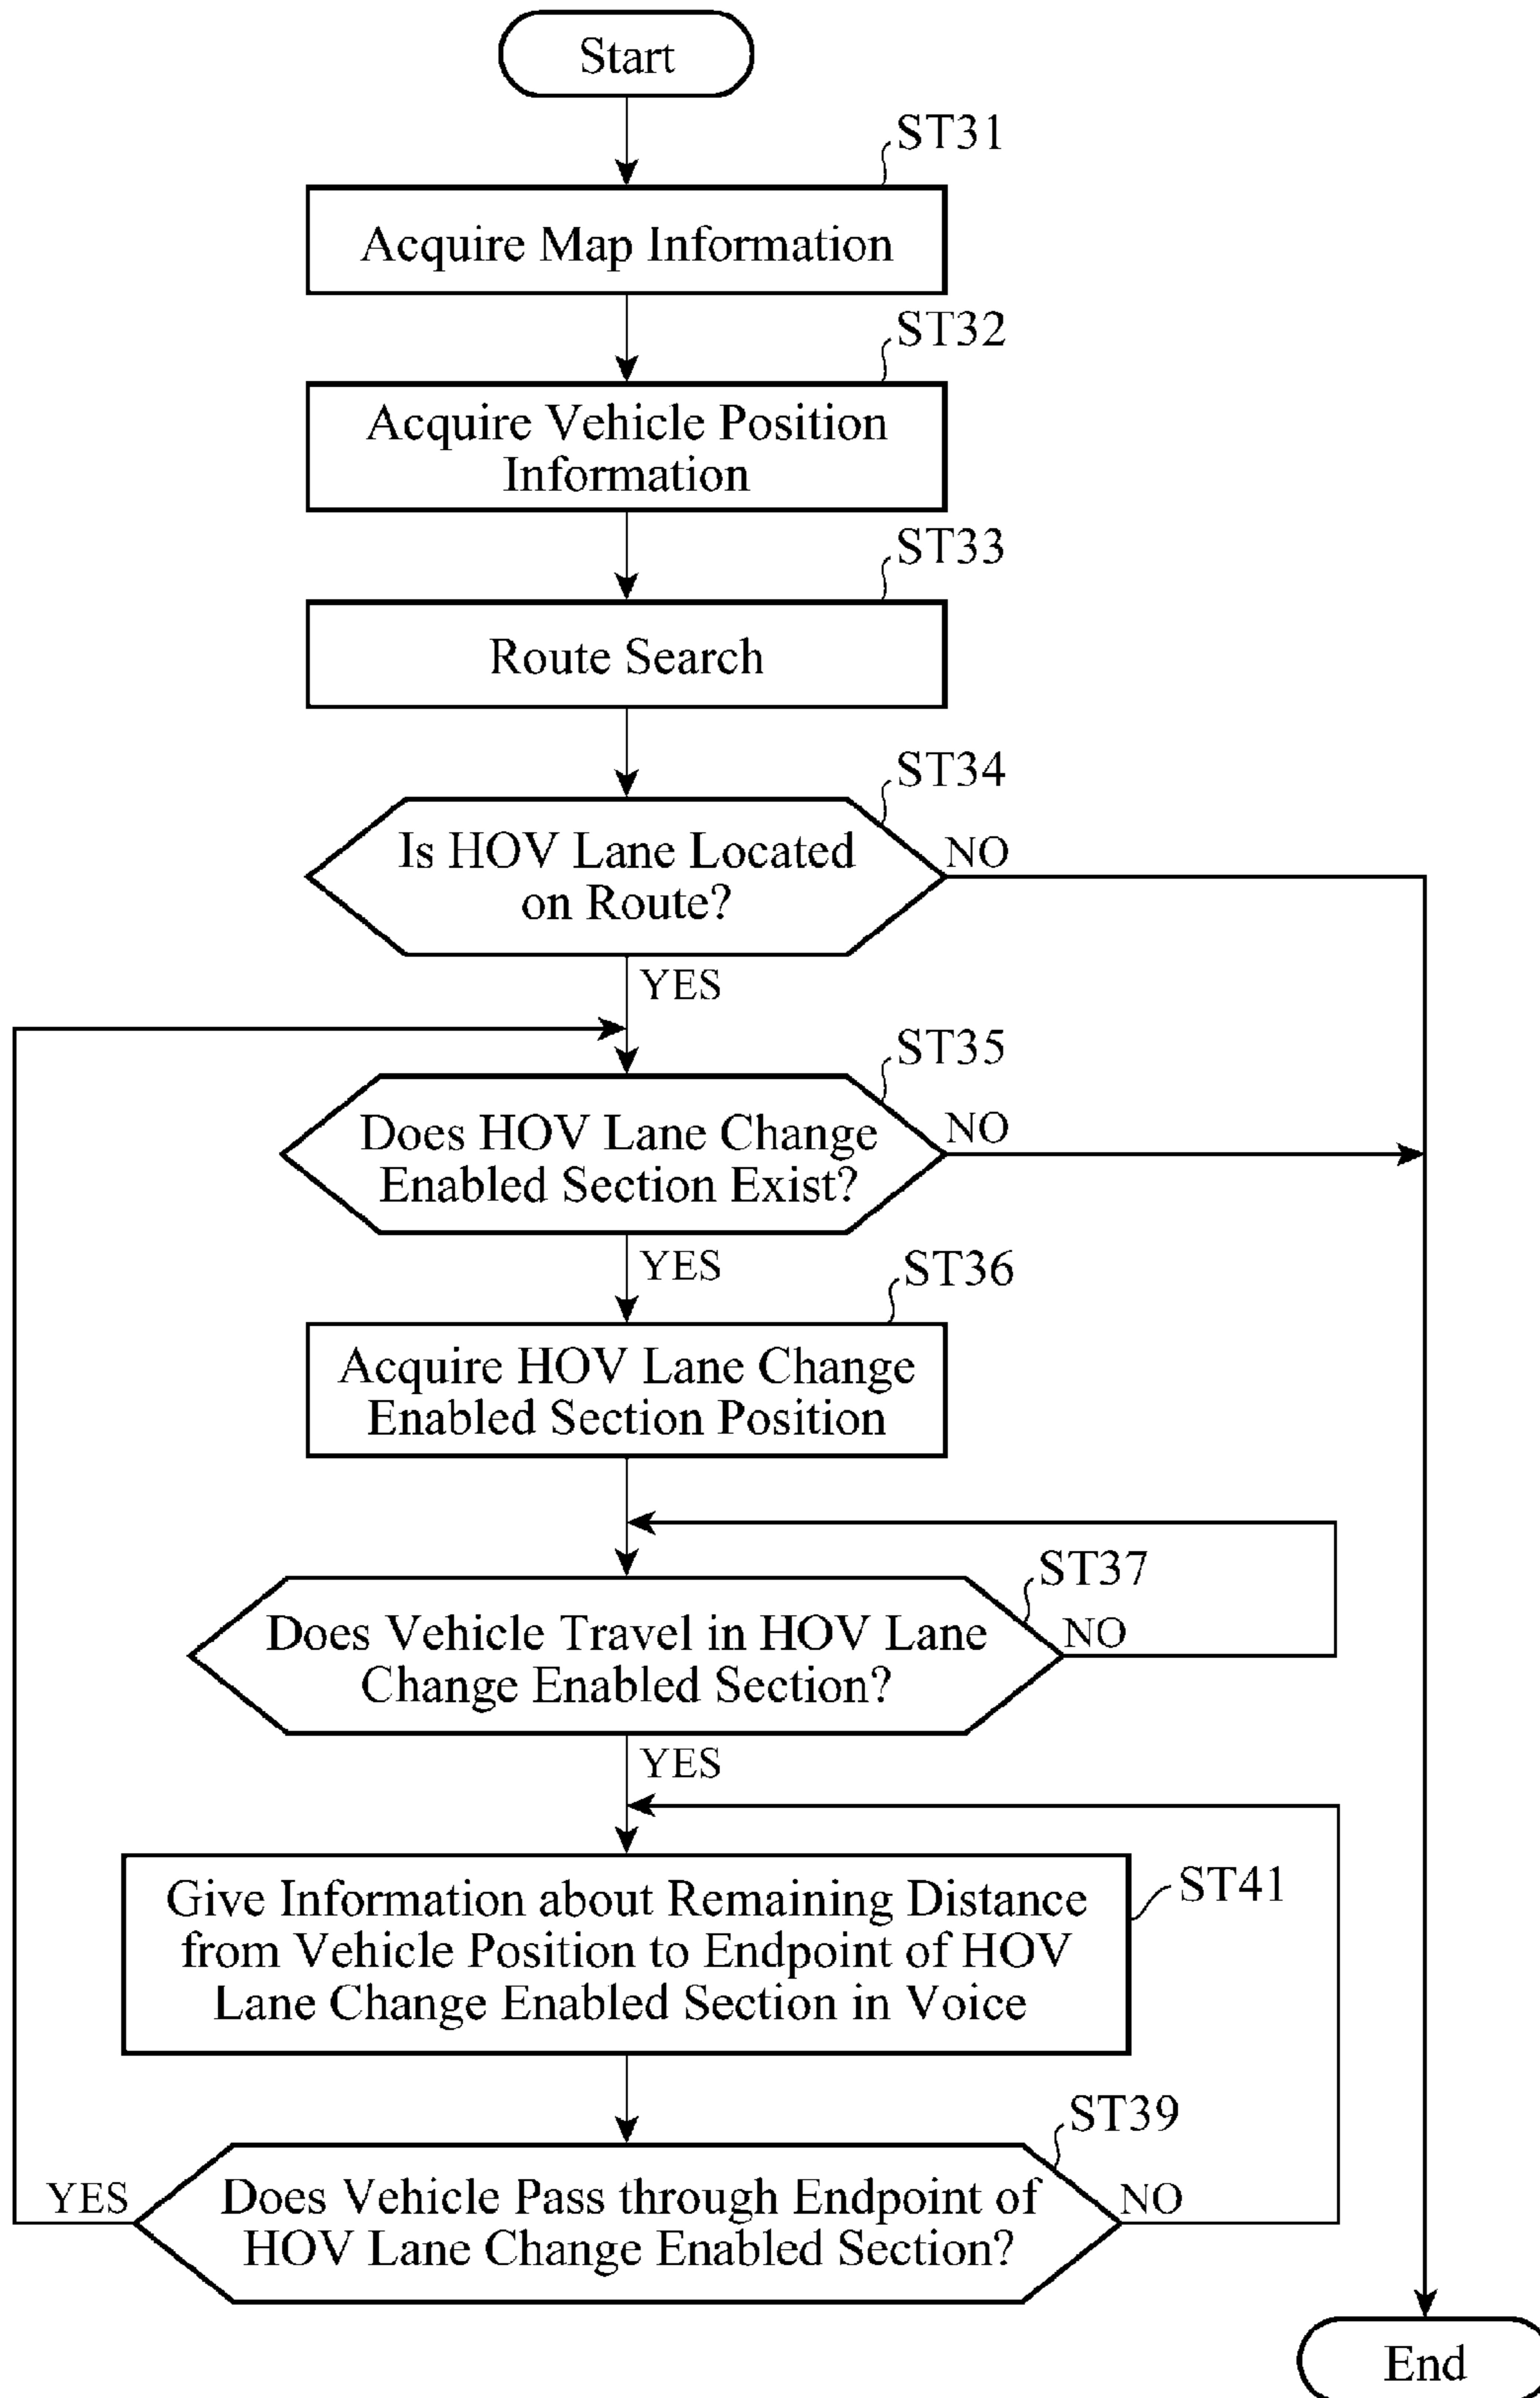 Start
ST31
Acquire Map Information
ST32
Acquire Vehicle Position
Information
ST33
Route Search
ST34
Is HOV Lane Located
on Route?
NO
YES
ST35
Does HOV Lane Change
Enabled Section Exist?
NO
YES
ST36
Acquire HOV Lane Change
Enabled Section Position
ST37
Does Vehicle Travel in HOV Lane
Change Enabled Section?
NO
YES
ST41
Give Information about Remaining Distance
from Vehicle Position to Endpoint of HOV
Lane Change Enabled Section in Voice
ST39
YES
Does Vehicle Pass through Endpoint of
HOV Lane Change Enabled Section?
NO
End